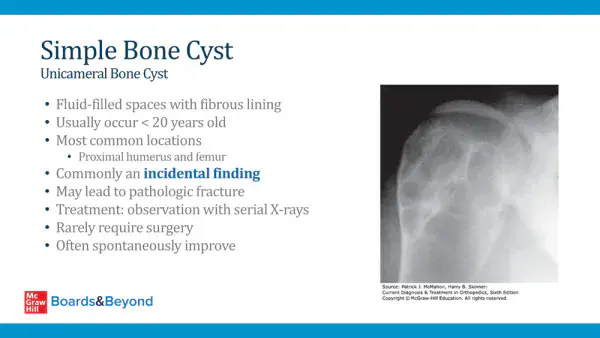 Simple Bone Cyst
Unicameral Bone Cyst
• Fluid-filled spaces with fibrous lining
• Usually occur < 20 years old
• Most common locations
• Proximal humerus and femur
• Commonly an incidental finding
• May lead to pathologic fracture
• Treatment: observation with serial X-rays
• Rarely require surgery
• Often spontaneously improve
Source: Patrick J. McMahon, Harry B. Skinner:
Current Diagnosis & Treatment in Orthopedics, Sixth Edition
Copyright © McGraw-Hill Education. All rights reserved.
Mc
Graw
Hill
Boards&Beyond